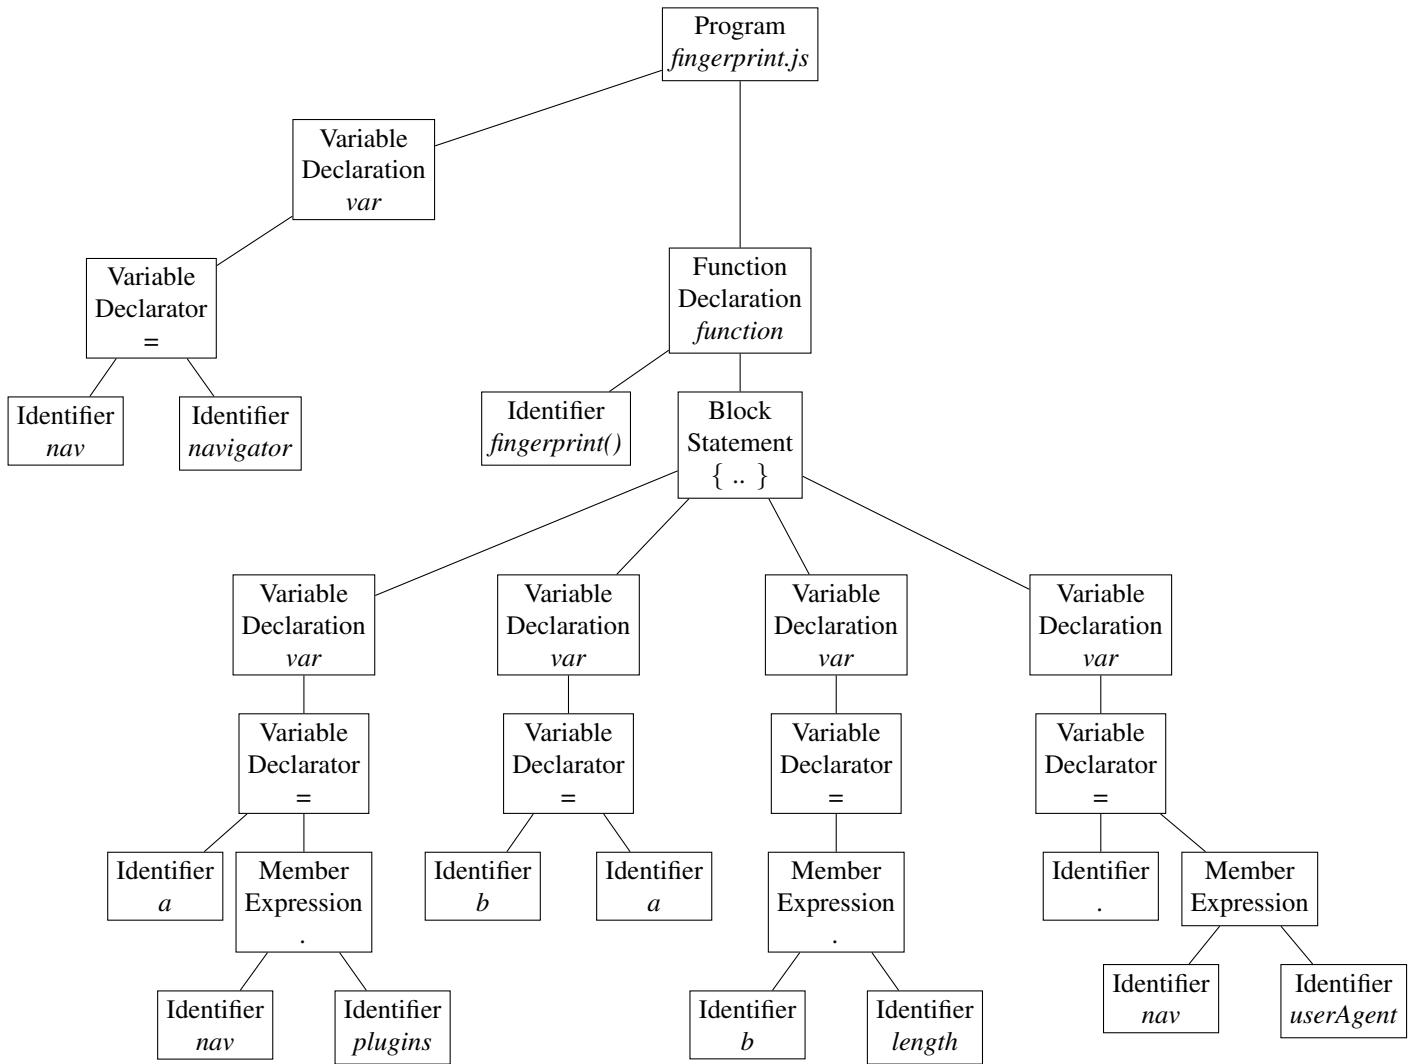 Program
fingerprint.js
Variable
Declaration
var
Variable
Declarator
=
Function
Declaration
function
Identifier
nav
Identifier
navigator
Identifier
fingerprint()
Block
Statement
{ .. }
Variable
Declaration
var
Variable
Declaration
var
Variable
Declaration
var
Variable
Declaration
var
Variable
Declarator
=
Variable
Declarator
=
Variable
Declarator
=
Variable
Declarator
=
Identifier
a
Member
Expression
.
Identifier
b
Identifier
a
Member
Expression
.
Identifier
.
Member
Expression
Identifier
nav
Identifier
plugins
Identifier
b
Identifier
length
Identifier
nav
Identifier
userAgent